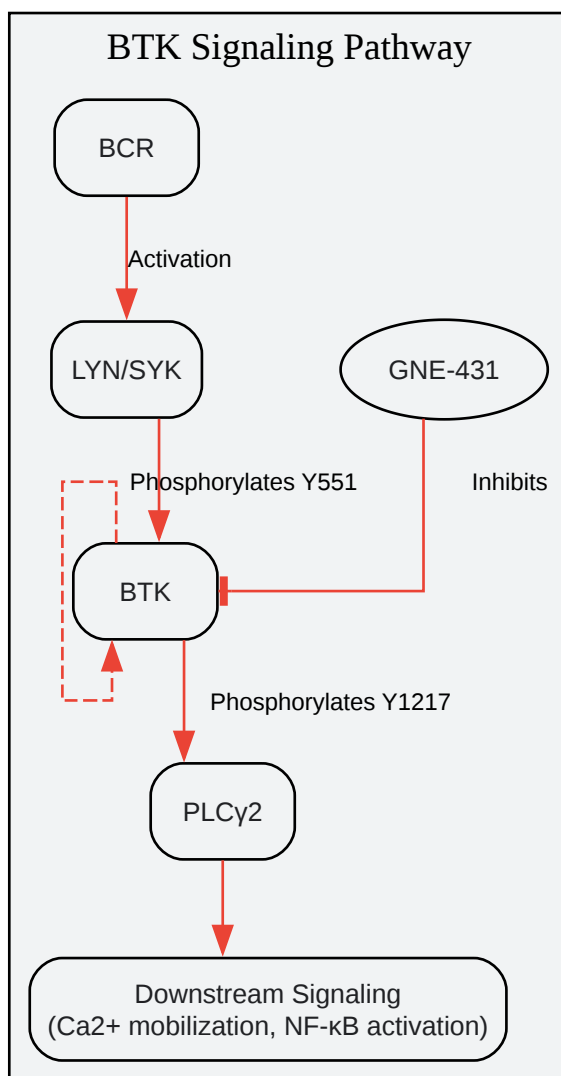 BTK Signaling Pathway
BCR
Activation
LYN/SYK
GNE-431
Phosphorylates Y551
Inhibits
BTK
Phosphorylates Y1217
PLCγ2
Downstream Signaling
(Ca2+ mobilization, NF-κB activation)